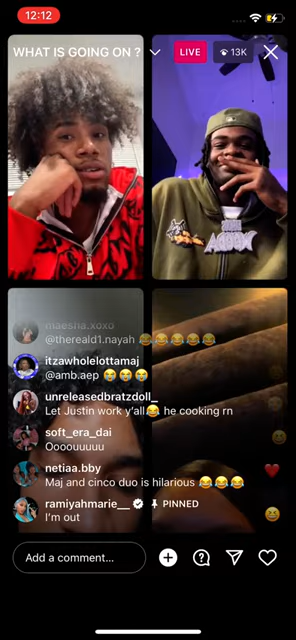 12:12
WHAT IS GOING ON ?
LIVE
13K
maesha.xoxo
@thereald1.nayah 😂😂😂😂😂
itzawholelottamaj
@amb.aep 😭😭😭
unreleasedbratzdoll_
Let Justin work y'all😂 he cooking rn
soft_era_dai
Oooouuuuu
netiaa.bby
Maj and cinco duo is hilarious 😂😂😂
ramiyahmarie__ PINNED
I'm out
Add a comment...